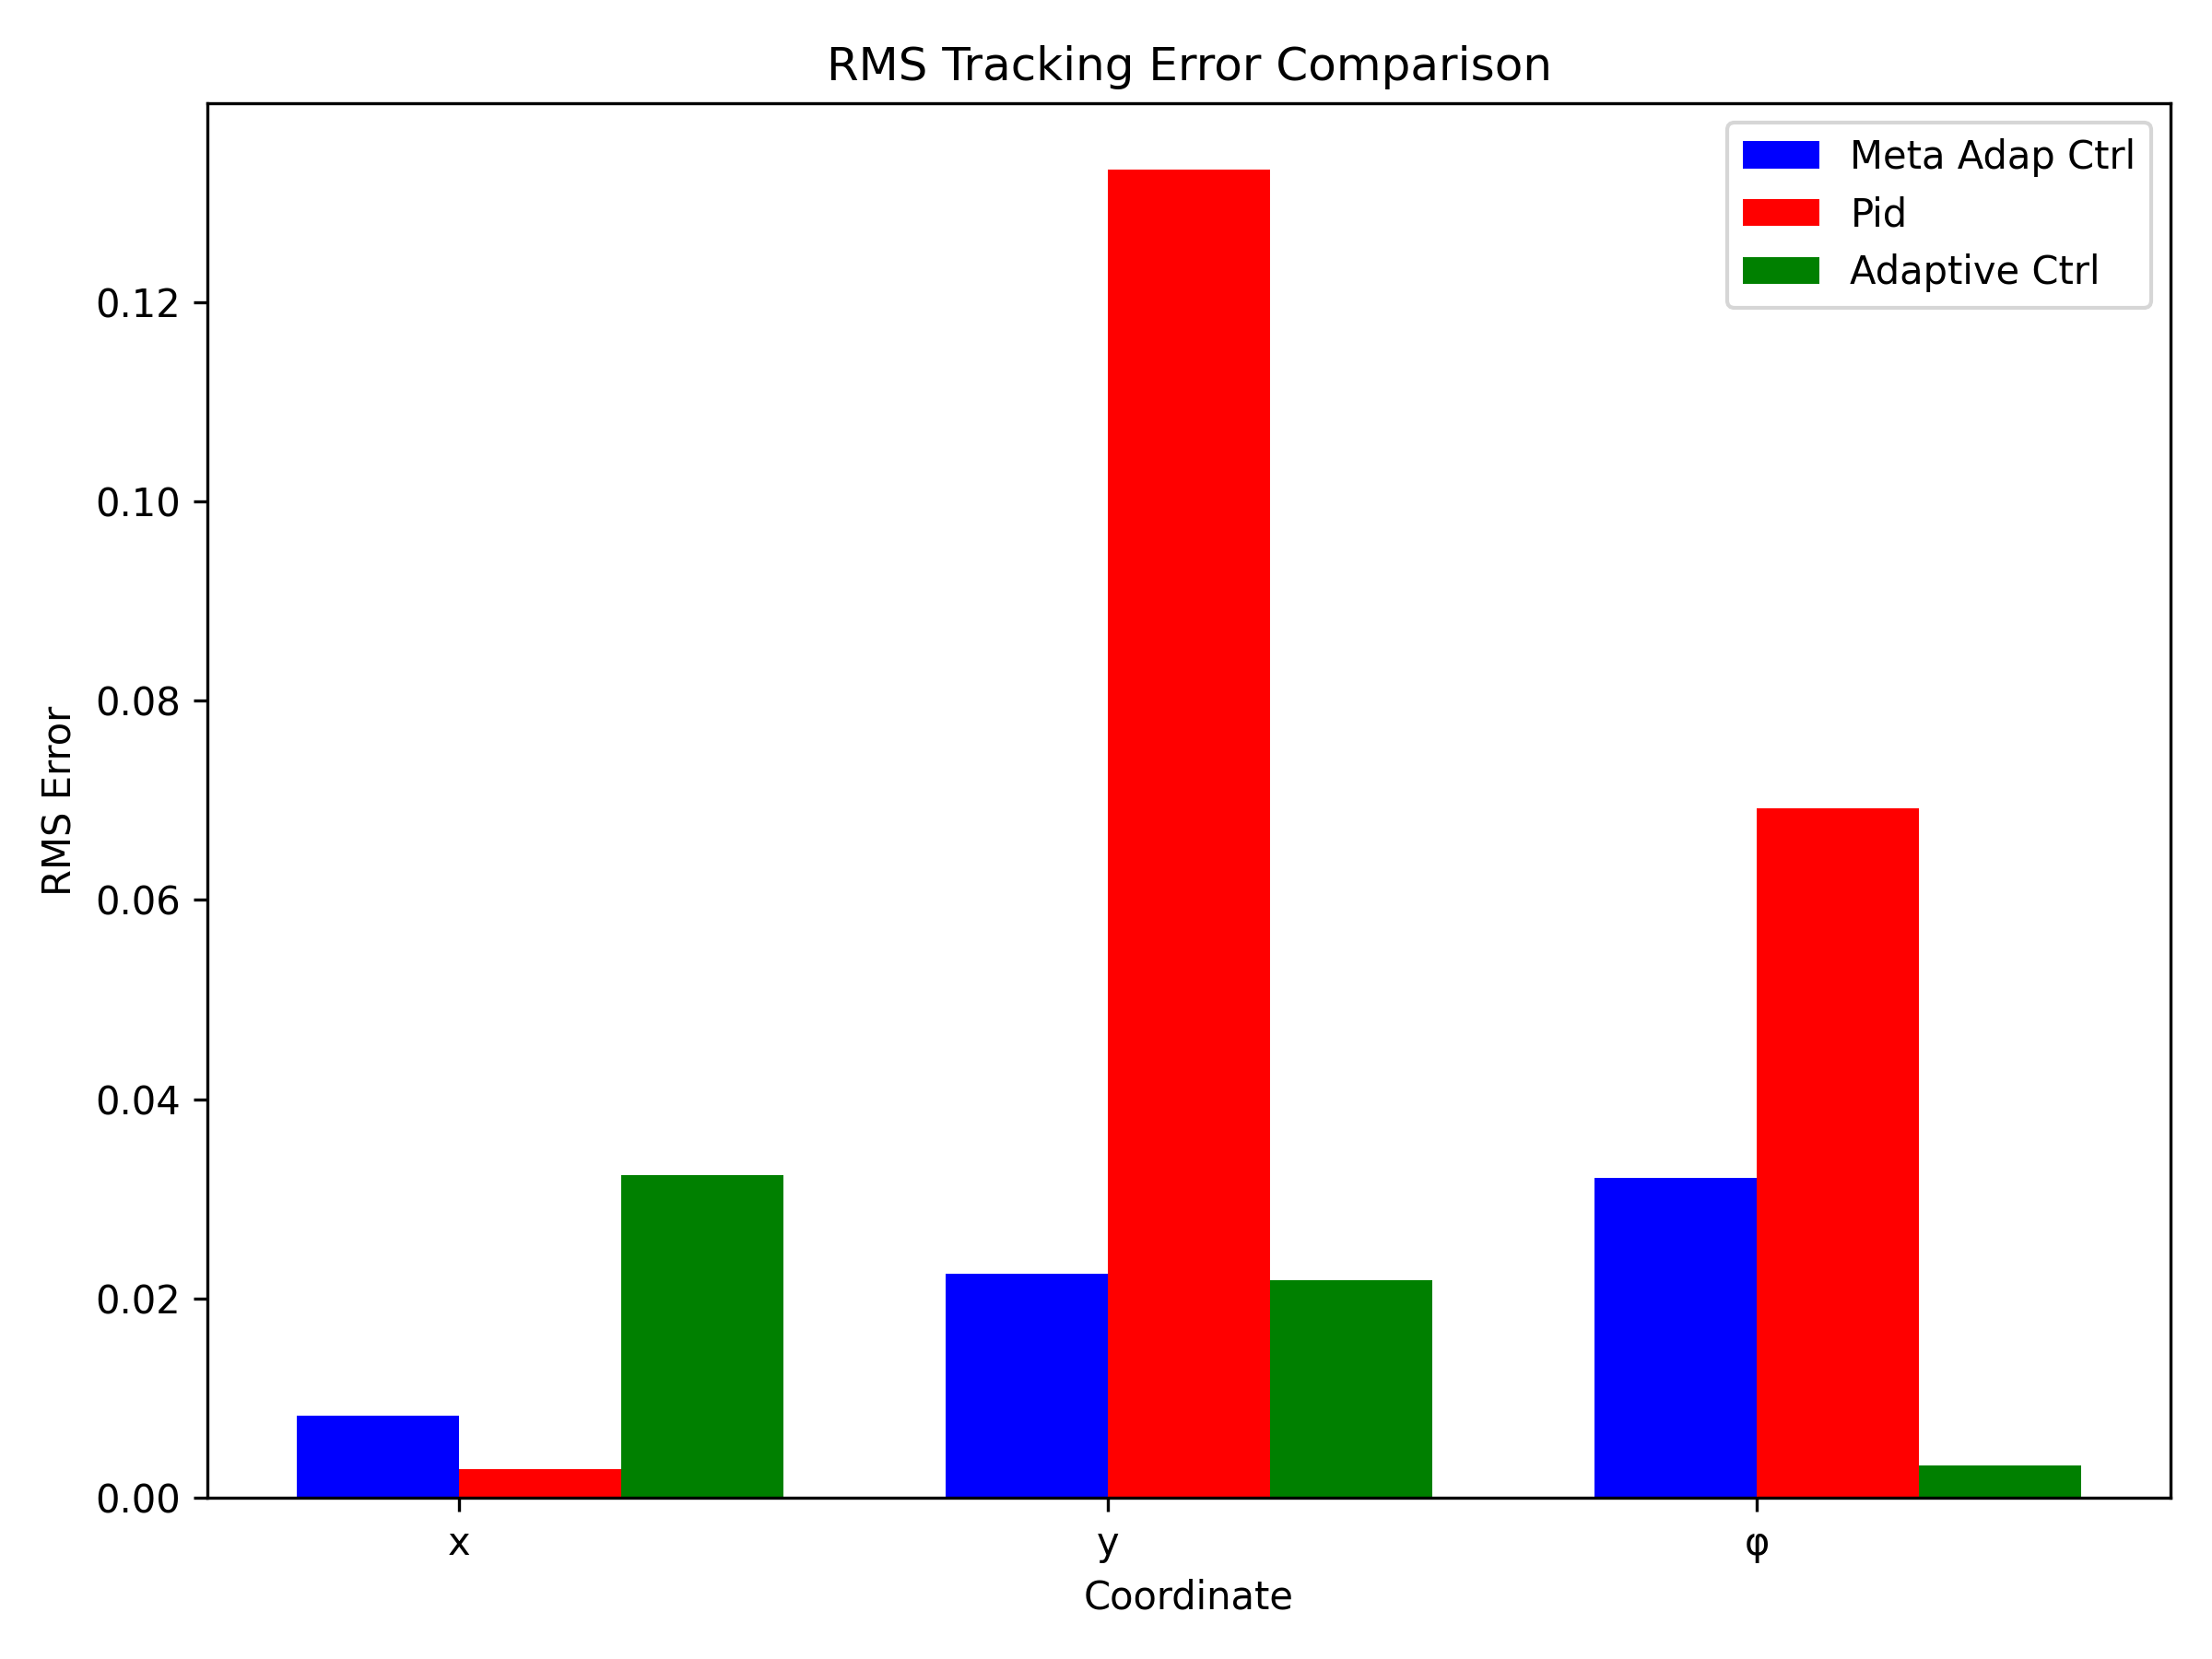 RMS Tracking Error Comparison
Meta Adap Ctrl
Pid
Adaptive Ctrl
0.12
0.10
0.08
0.06
0.04
0.02
0.00
RMS Error
x
y
φ
Coordinate